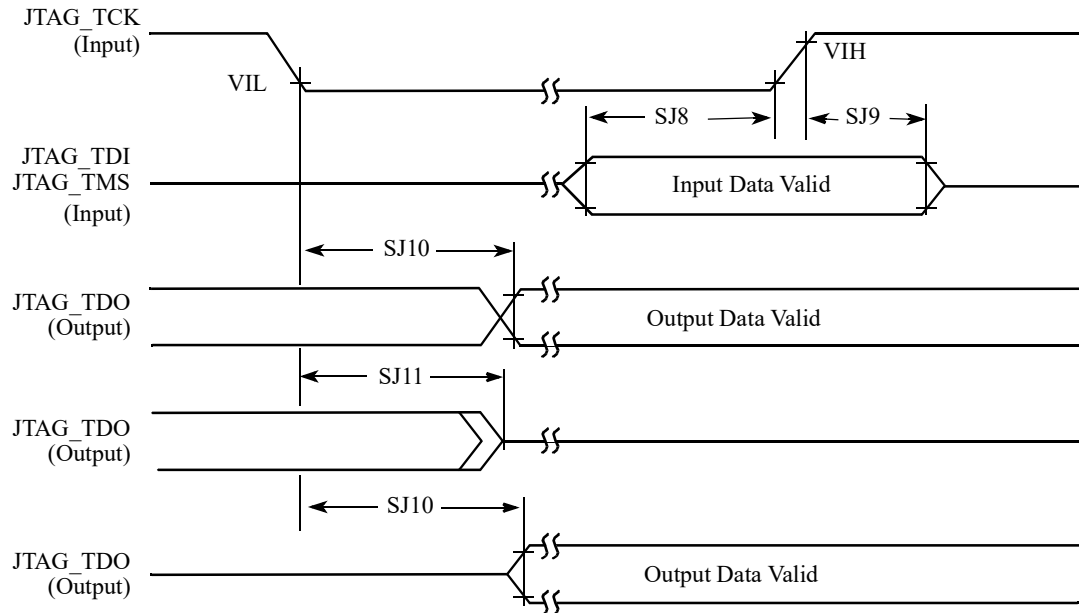 JTAG_TCK
(Input)
VIL
VIH
SJ8
SJ9
JTAG_TDI
JTAG_TMS
(Input)
Input Data Valid
SJ10
JTAG_TDO
(Output)
Output Data Valid
SJ11
JTAG_TDO
(Output)
SJ10
JTAG_TDO
(Output)
Output Data Valid